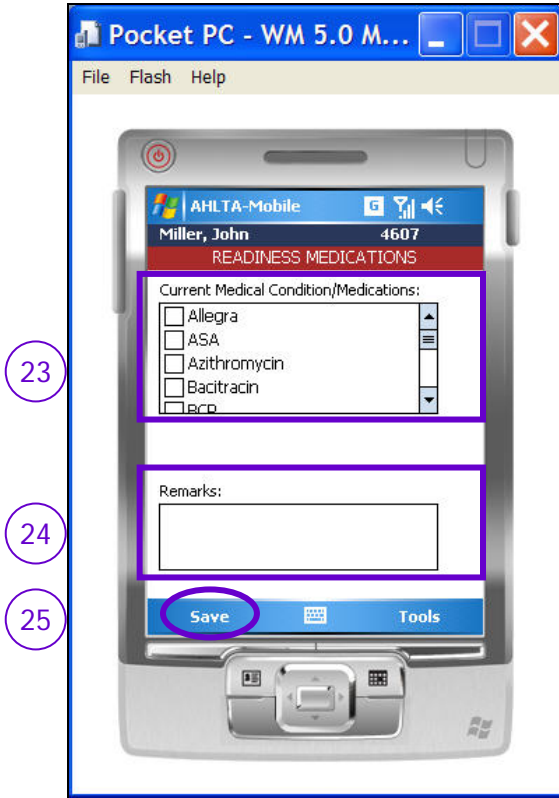 Pocket PC - WM 5.0 M...
File Flash Help
AHLTA-Mobile G
Miller, John 4607
READINESS MEDICATIONS
Current Medical Condition/Medications:
Allegra
ASA
Azithromycin
Bacitracin
BCP
23
Remarks:
24
25
Save Tools